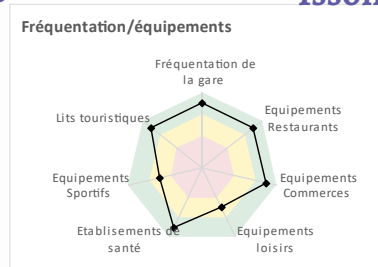 Fréquentation/équipements
Fréquentation de
la gare
Lits touristiques
Equipements
Restaurants
Equipements
Sportifs
Equipements
Commerces
Etablisements de
santé
Equipements
loisirs